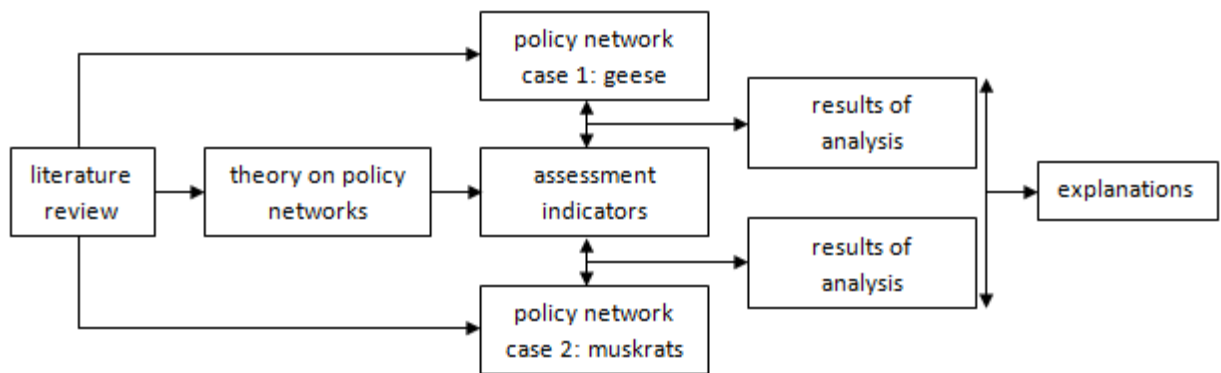 policy network
case 1: geese
results of
analysis
literature
review
theory on policy
networks
assessment
indicators
explanations
results of
analysis
policy network
case 2: muskrats